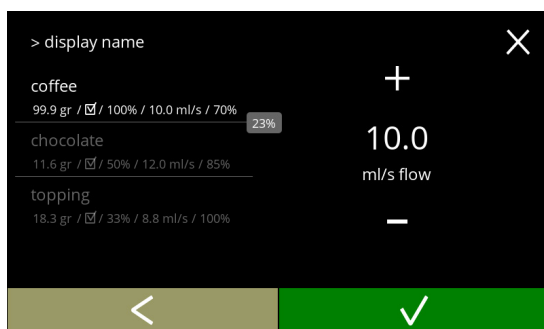 > display name
coffee
99.9 gr / ☑ / 100% / 10.0 ml/s / 70%
23%
chocolate
11.6 gr / ☑ / 50% / 12.0 ml/s / 85%
topping
18.3 gr / ☑ / 33% / 8.8 ml/s / 100%
+
10.0
ml/s flow
−